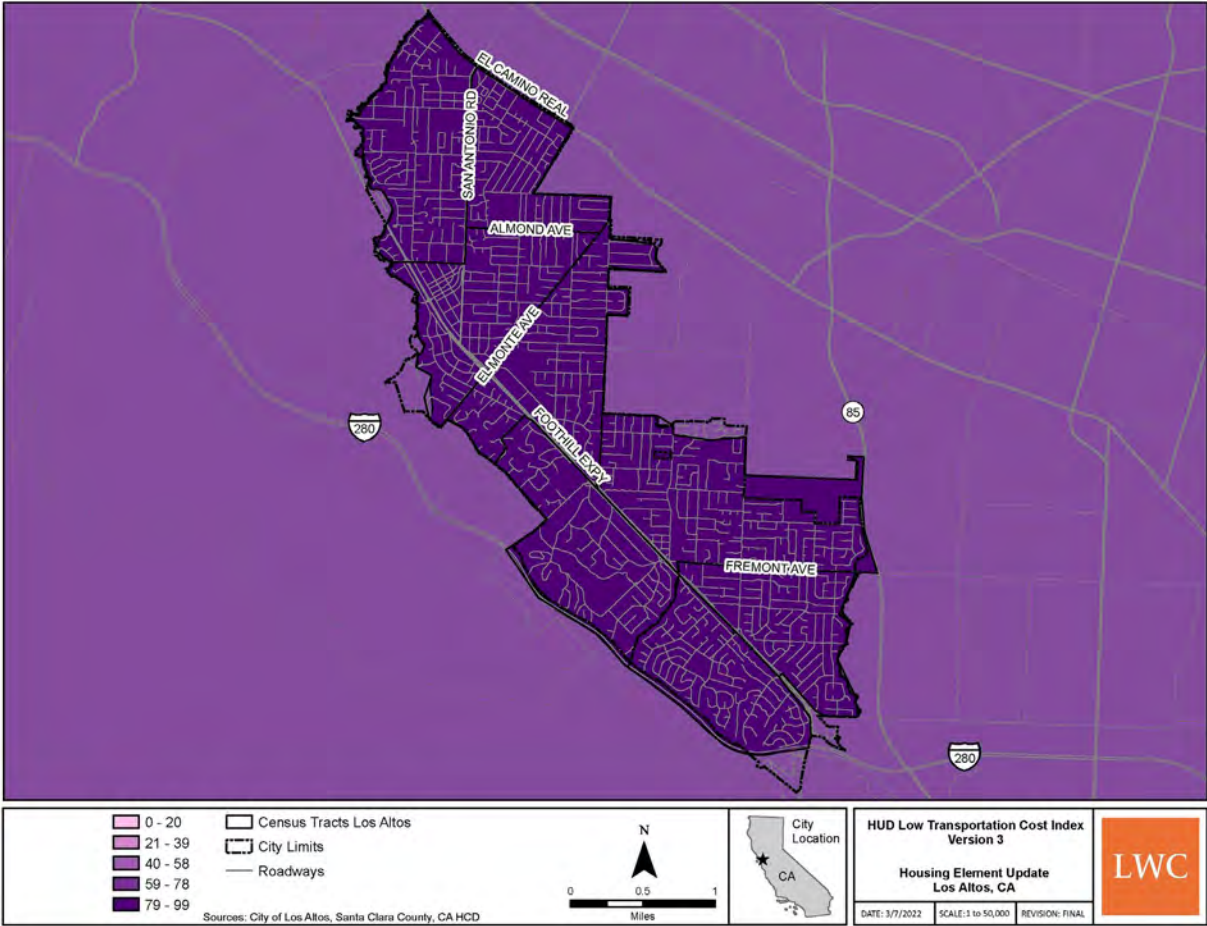 EL CAMINO REAL
SAN ANTONIO RD
ALMOND AVE
EL MONTE AVE
280
FOOTHILL EXPY
85
FREMONT AVE
280
0 - 20
21 - 39
40 - 58
59 - 78
79 - 99
Census Tracts Los Altos
City Limits
Roadways
Sources: City of Los Altos, Santa Clara County, CA HCD
N
0 0.5 1
Miles
City
Location
CA
HUD Low Transportation Cost Index
Version 3
Housing Element Update
Los Altos, CA
DATE: 3/7/2022 SCALE: 1 to 50,000 REVISION: FINAL
LWC